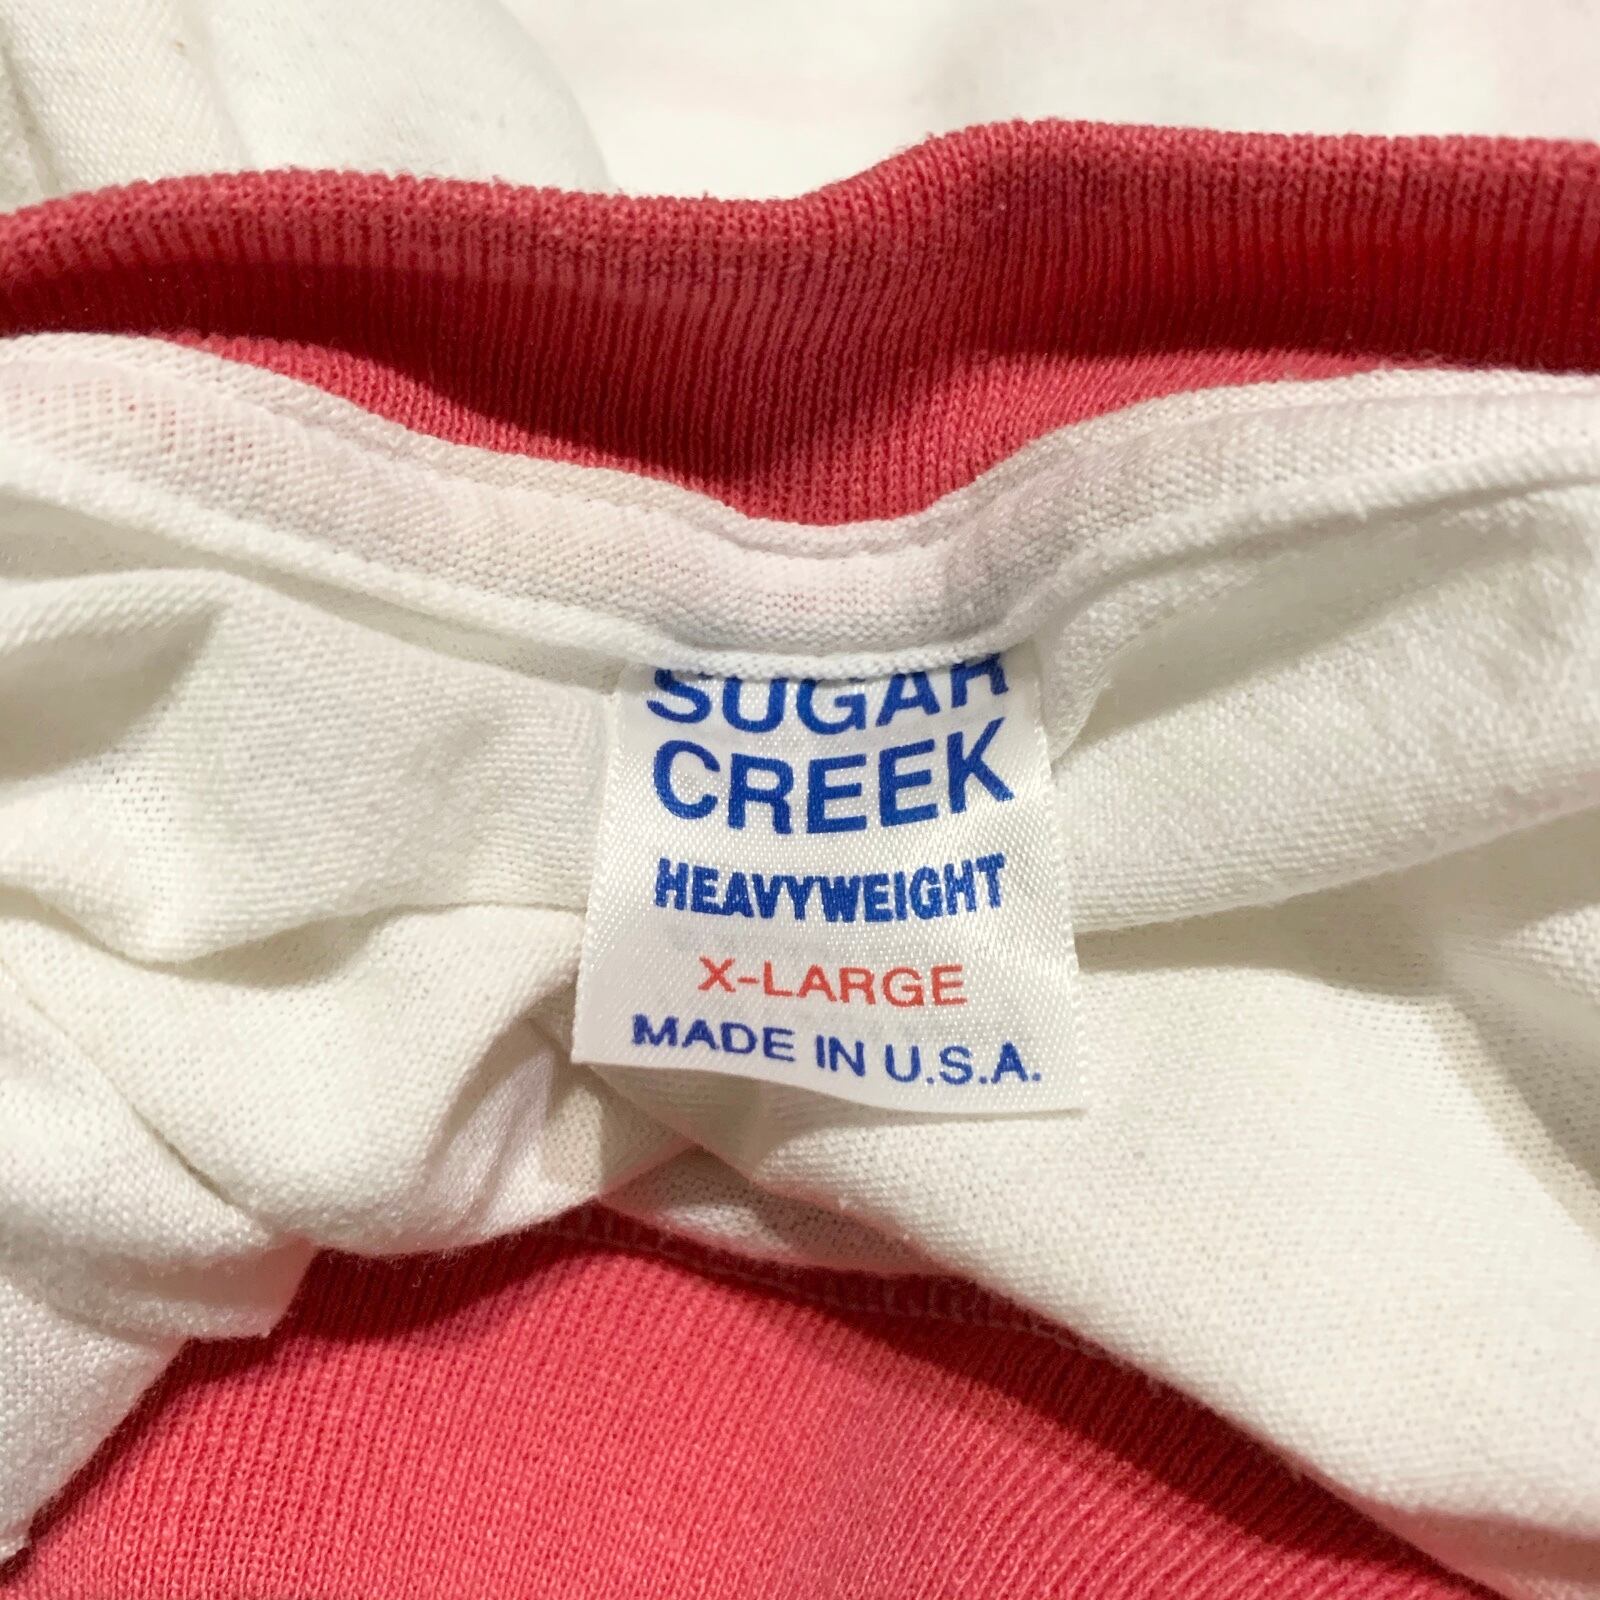 SUGAR
CREEK
HEAVYWEIGHT
X-LARGE
MADE IN U.S.A.